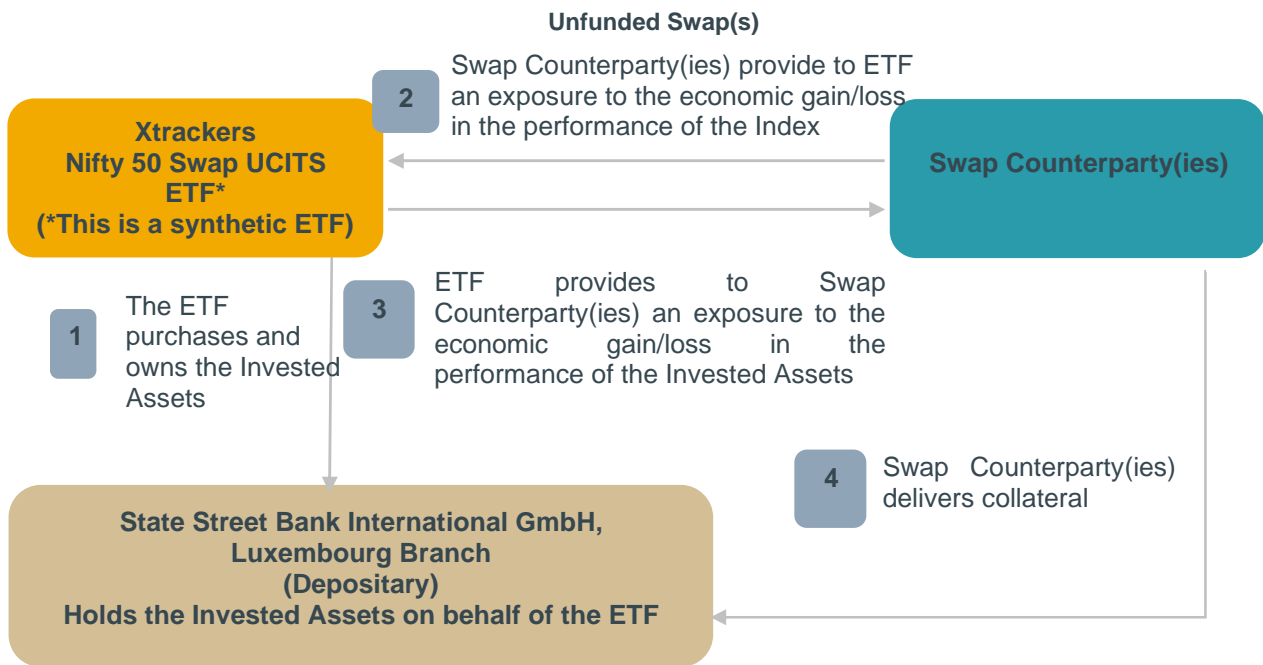 Unfunded Swap(s)
2
Swap Counterparty(ies) provide to ETF
an exposure to the economic gain/loss
in the performance of the Index
Xtrackers
Nifty 50 Swap UCITS
ETF*
(*This is a synthetic ETF)
Swap Counterparty(ies)
1
The ETF
purchases and
owns the Invested
Assets
3
ETF provides to Swap
Counterparty(ies) an exposure to the
economic gain/loss in the
performance of the Invested Assets
4
Swap Counterparty(ies)
delivers collateral
State Street Bank International GmbH,
Luxembourg Branch
(Depositary)
Holds the Invested Assets on behalf of the ETF